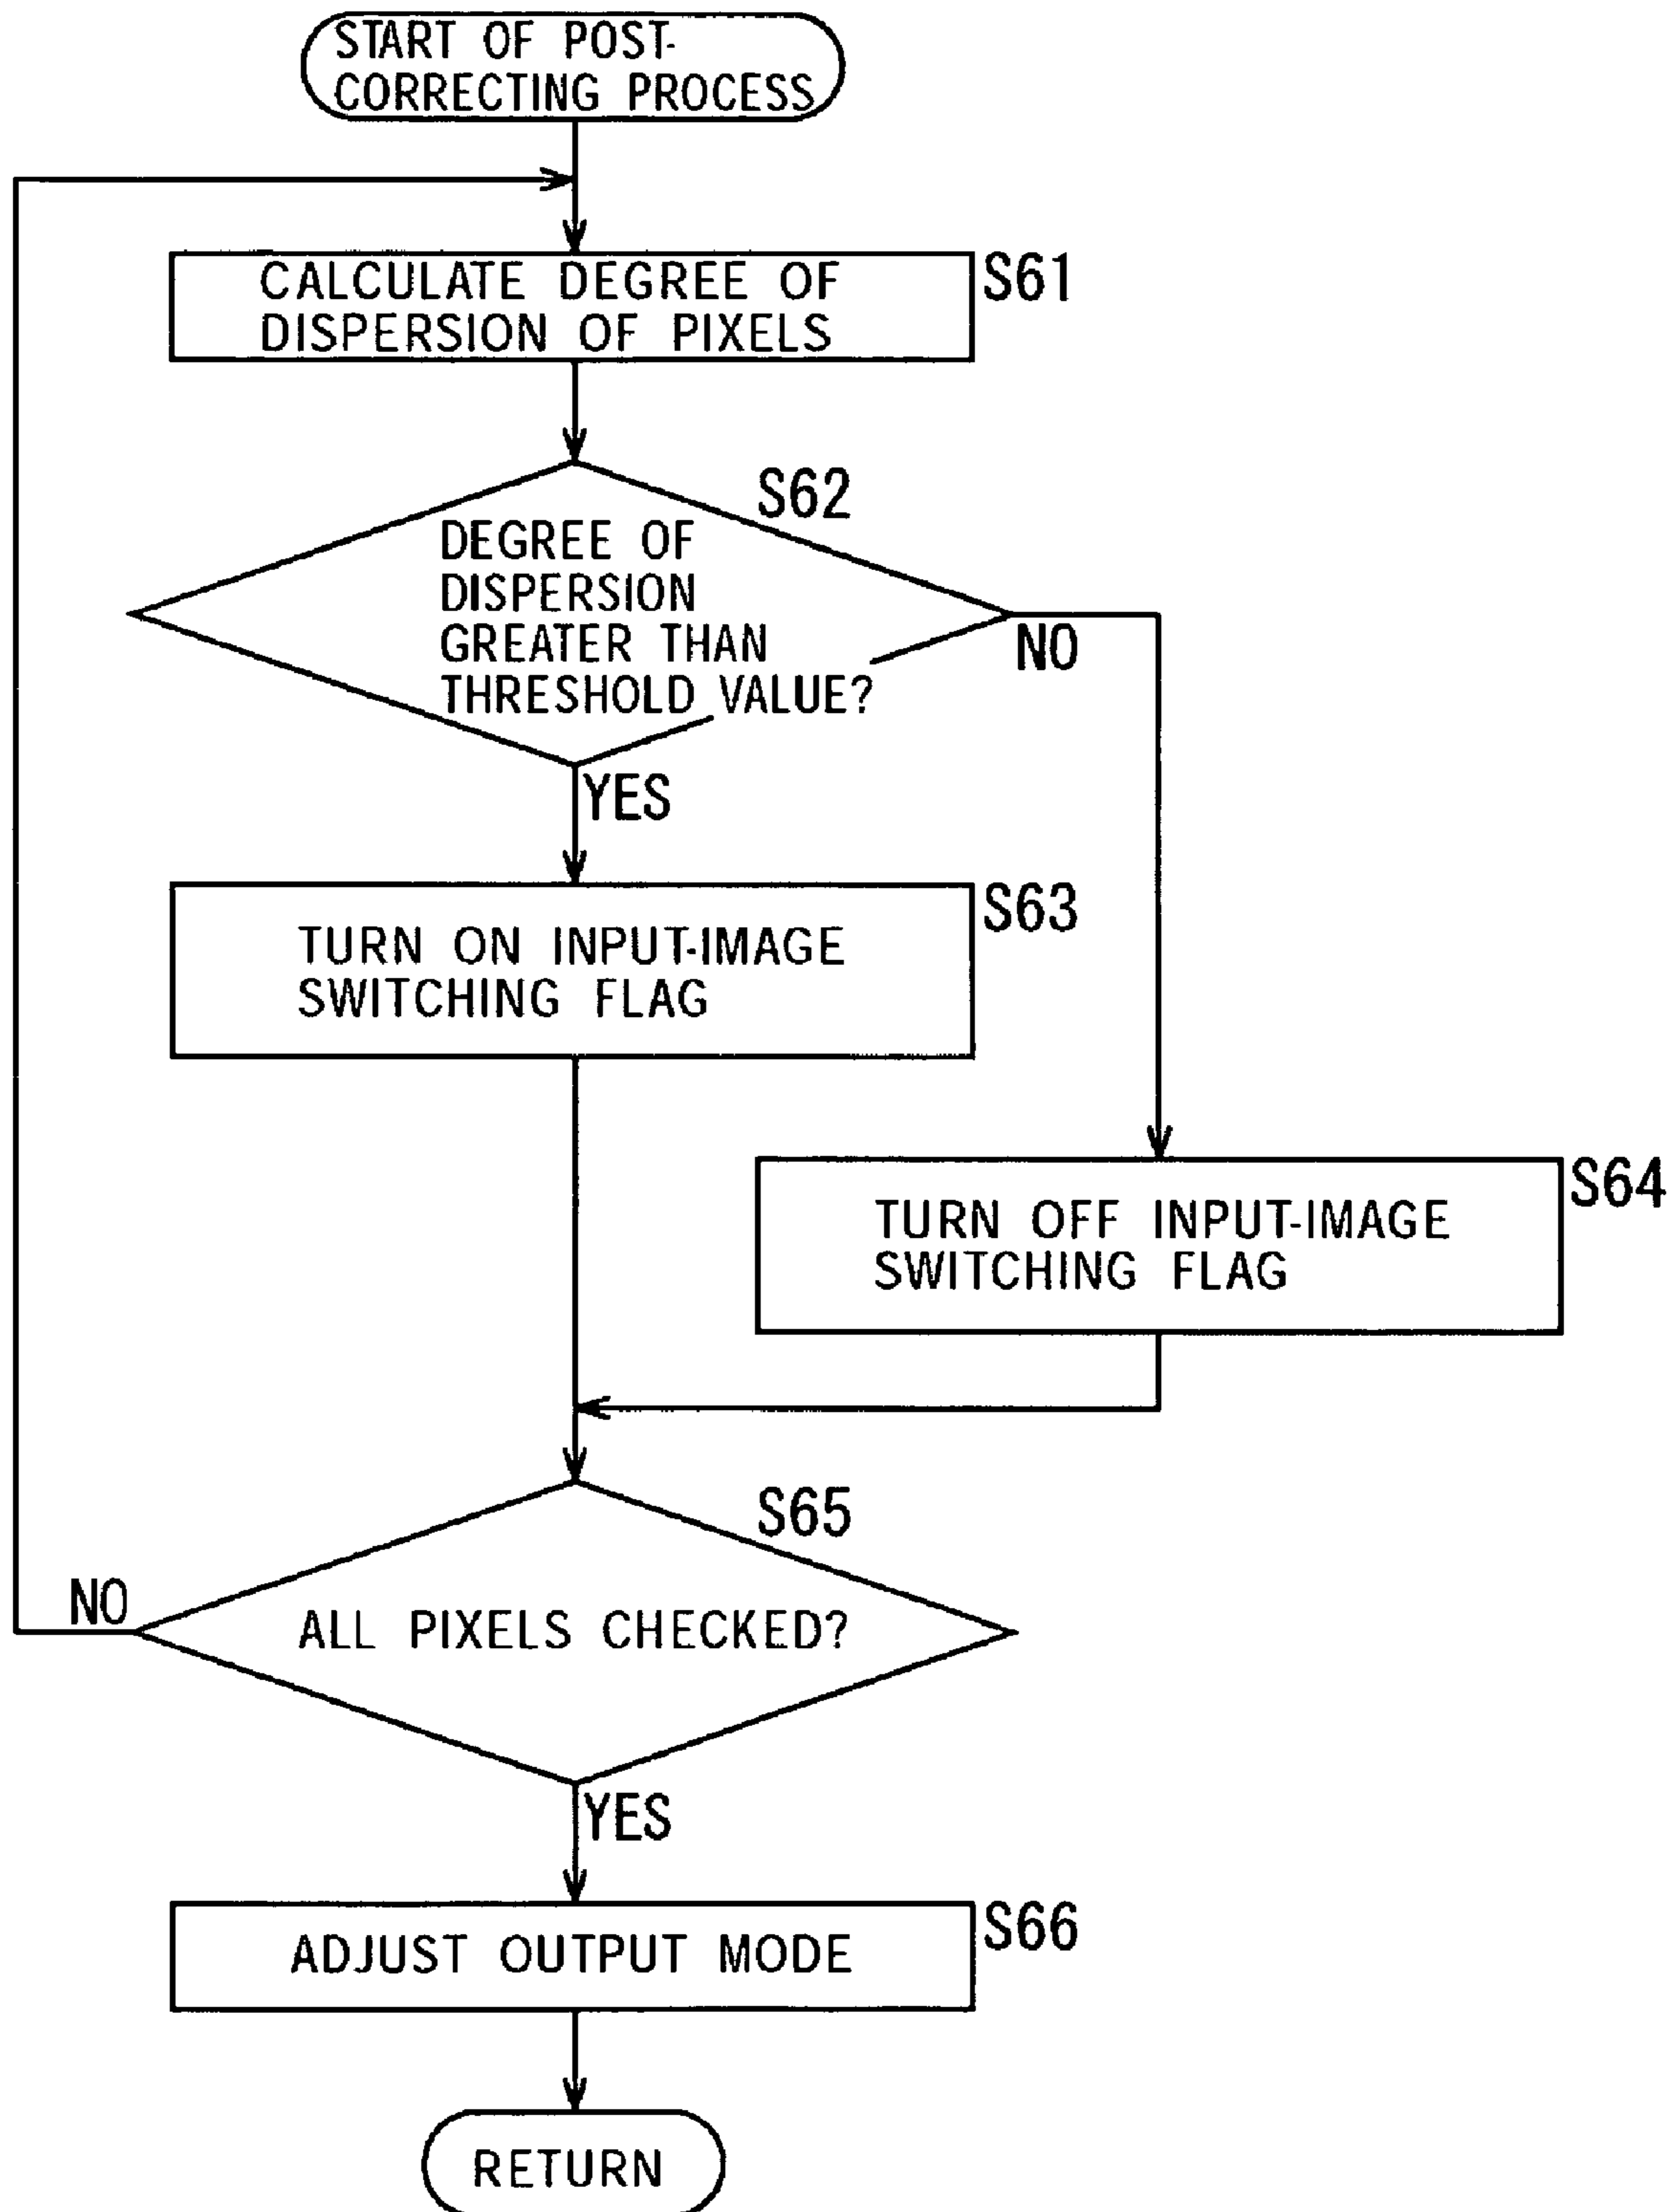 START OF POST-
CORRECTING PROCESS
CALCULATE DEGREE OF
DISPERSION OF PIXELS
S61
S62
DEGREE OF
DISPERSION
GREATER THAN
THRESHOLD VALUE?
NO
YES
TURN ON INPUT-IMAGE
SWITCHING FLAG
S63
TURN OFF INPUT-IMAGE
SWITCHING FLAG
S64
S65
NO
ALL PIXELS CHECKED?
YES
ADJUST OUTPUT MODE
S66
RETURN